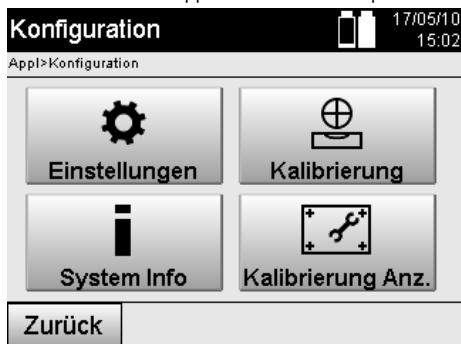 Konfiguration
17/05/10
15:02
Appl>Konfiguration
Einstellungen
Kalibrierung
System Info
Kalibrierung Anz.
Zurück